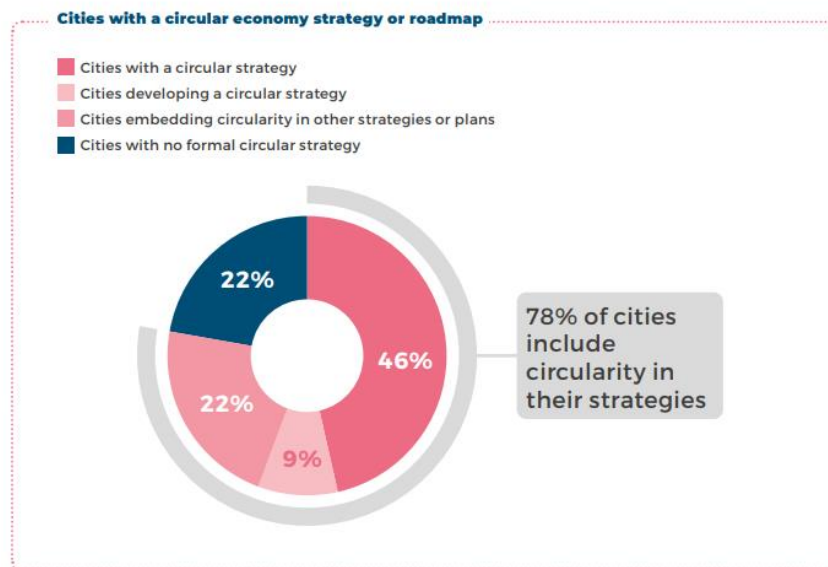 Cities with a circular economy strategy or roadmap
Cities with a circular strategy
Cities developing a circular strategy
Cities embedding circularity in other strategies or plans
Cities with no formal circular strategy
22%
46%
22%
9%
78% of cities
include
circularity in
their strategies